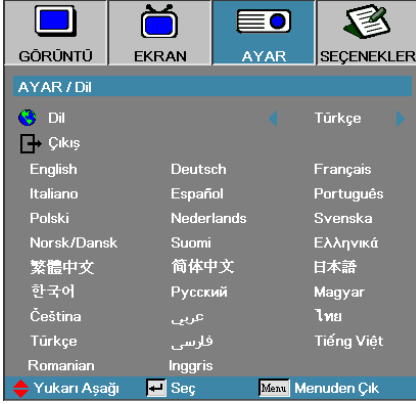 GÖRÜNTÜ EKRAN AYAR SEÇENEKLER
AYAR / Dil
Dil Türkçe
Çıkış
English Deutsch Français
Italiano Español Português
Polski Nederlands Svenska
Norsk/Dansk Suomi Ελληνικά
繁體中文 简体中文 日本語
한국어 Русский Magyar
Čeština عربي ไทย
Türkçe فارسی Tiếng Việt
Romanian Inggris
Yukarı Aşağı Seç Menu Menuden Çık